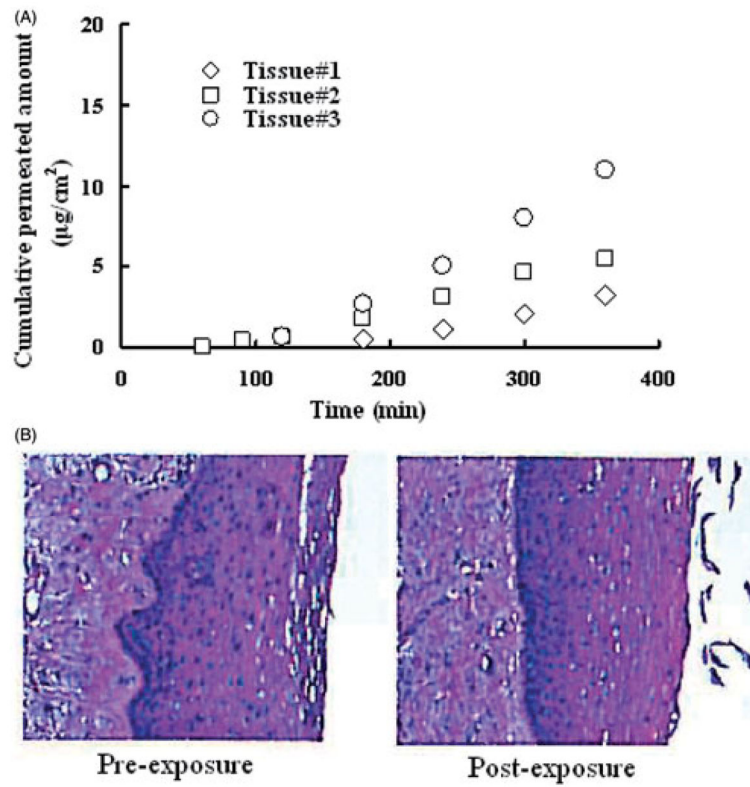 (A)
20
15
10
5
0
Cumulative permeated amount
(µg/cm²)
Tissue#1
Tissue#2
Tissue#3
0 100 200 300 400
Time (min)
(B)
Pre-exposure Post-exposure